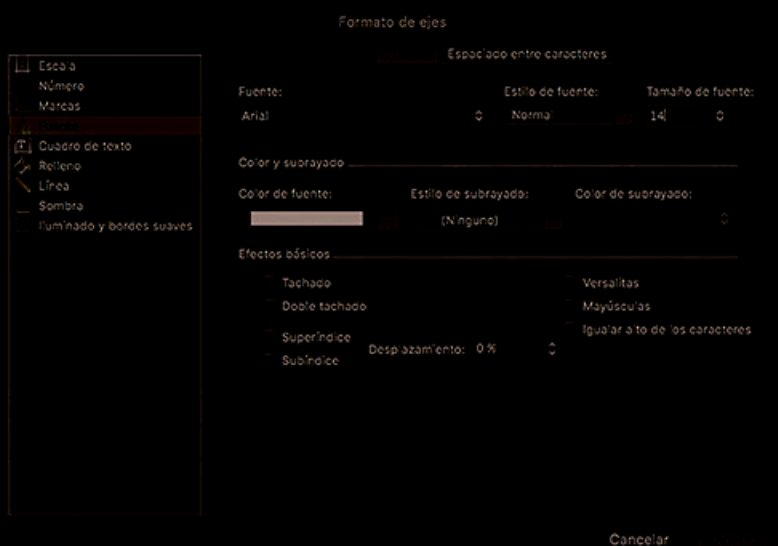 Formato de ejes
Espaciado entre caracteres
Escala
Número
Marcas
Fuente
Cuadro de texto
Relleno
Línea
Sombra
Iluminado y bordes suaves
Fuente: Estilo de fuente: Tamaño de fuente:
Arial Normal 14
Color y subrayado
Color de fuente: Estilo de subrayado: Color de subrayado:
(Ninguno)
Efectos básicos
Tachado Versalitas
Doble tachado Mayúsculas
Igualar alto de los caracteres
Superíndice
Desplazamiento: 0 %
Subíndice
Cancelar